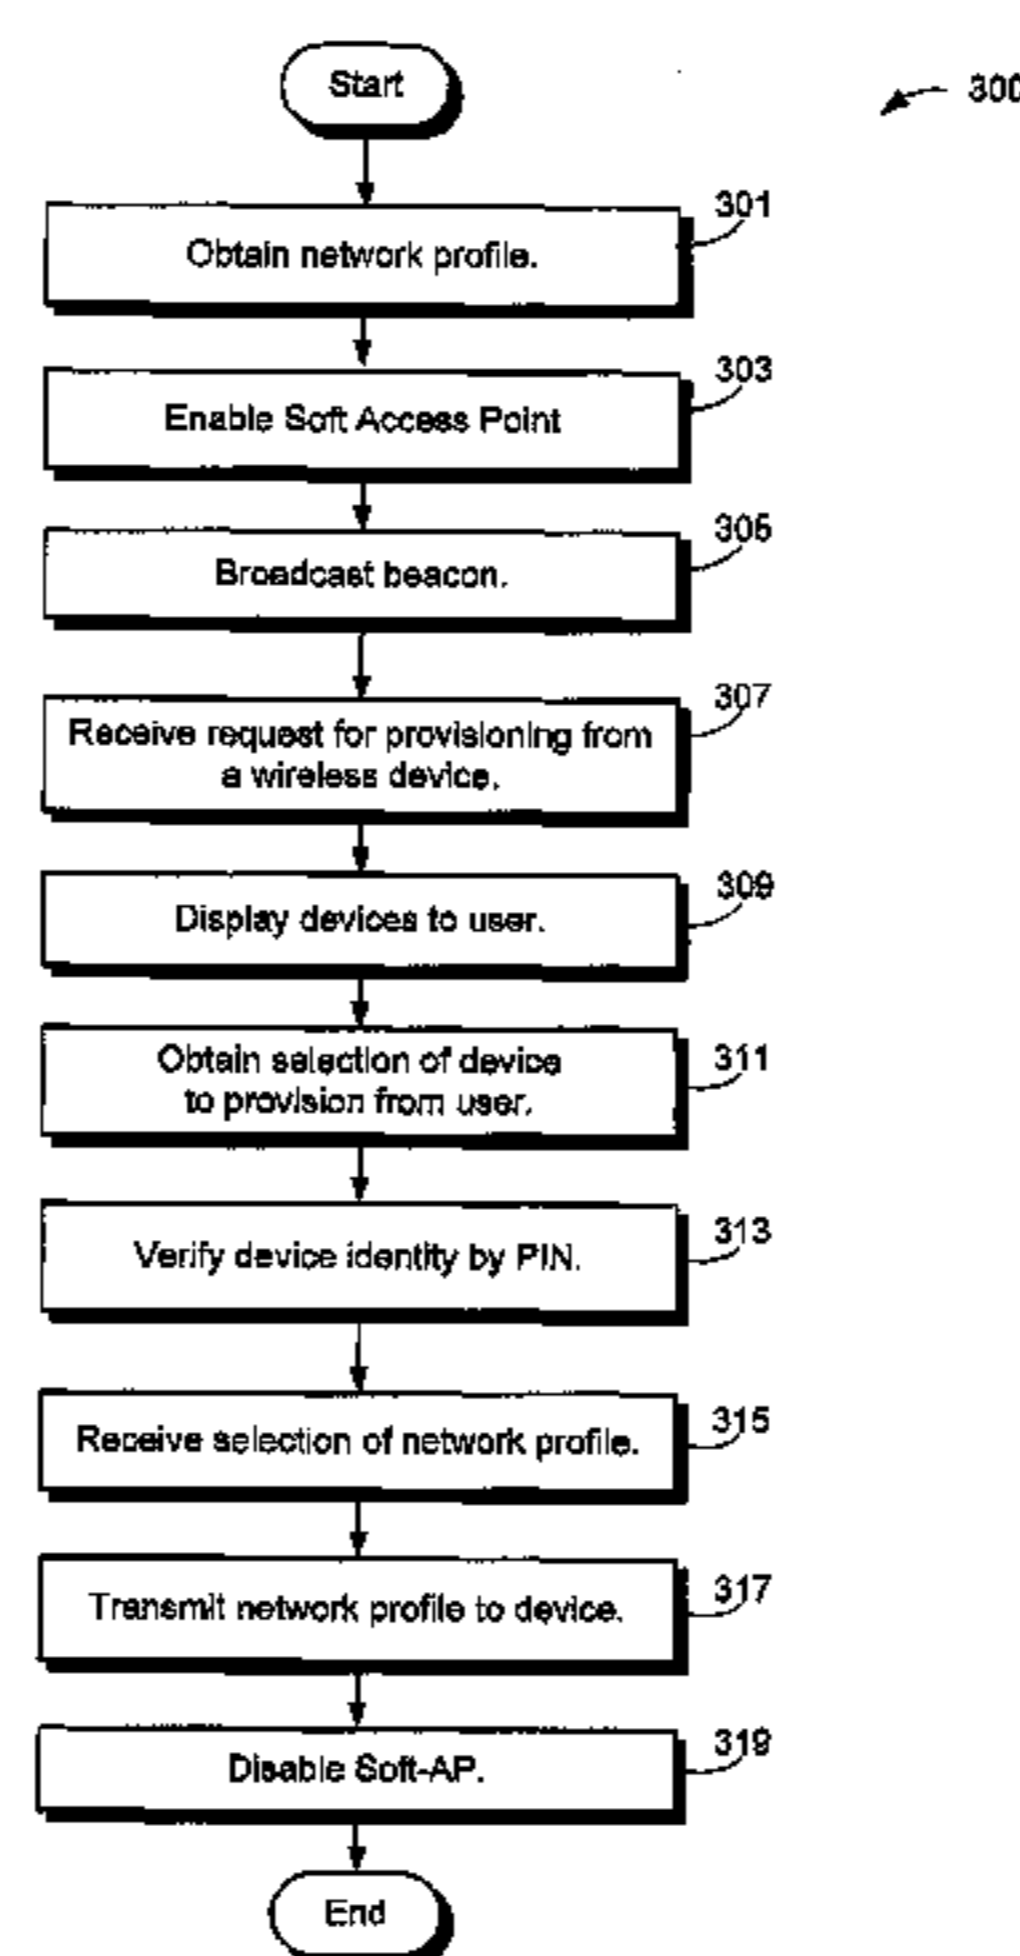 Start
300
301
Obtain network profile.
303
Enable Soft Access Point
305
Broadcast beacon.
307
Receive request for provisioning from
a wireless device.
309
Display devices to user.
311
Obtain selection of device
to provision from user.
313
Verify device identity by PIN.
315
Receive selection of network profile.
317
Transmit network profile to device.
319
Disable Soft-AP.
End